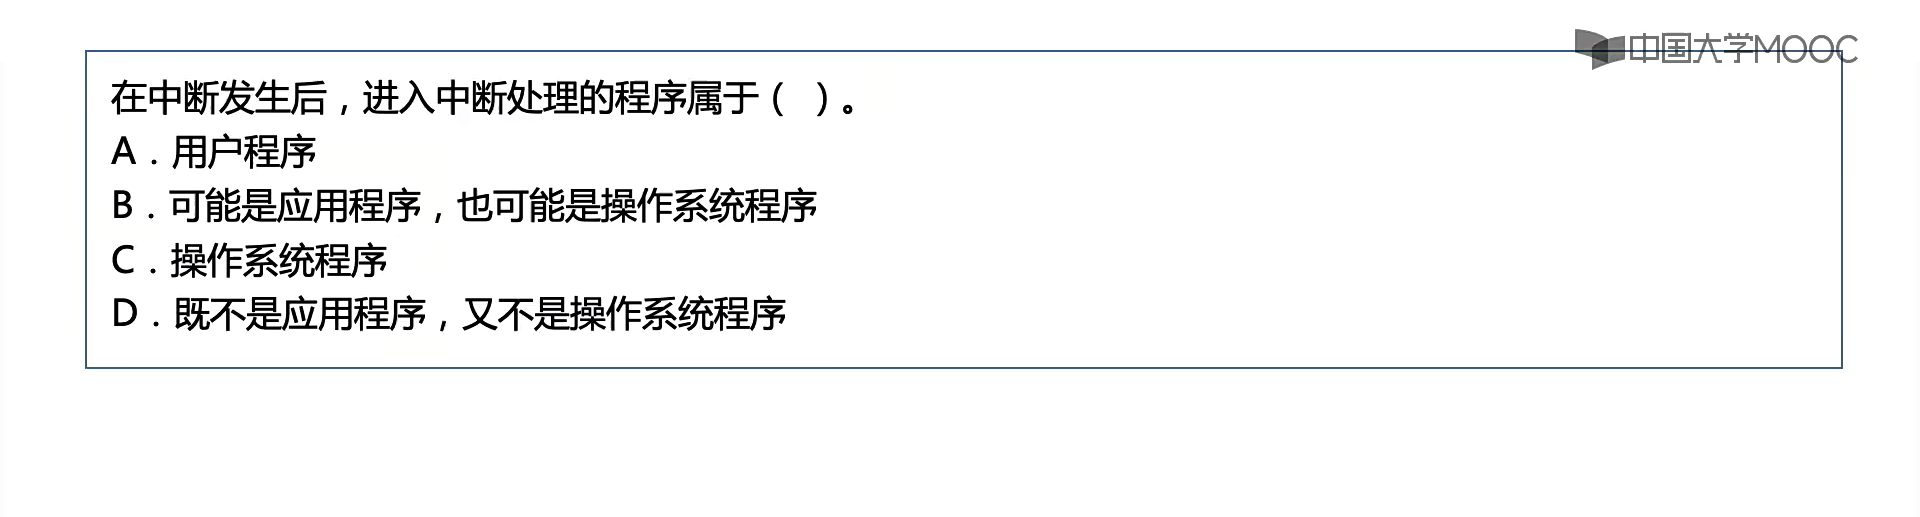 中国大学MOOC
在中断发生后，进入中断处理的程序属于（ ）。
A．用户程序
B．可能是应用程序，也可能是操作系统程序
C．操作系统程序
D．既不是应用程序，又不是操作系统程序